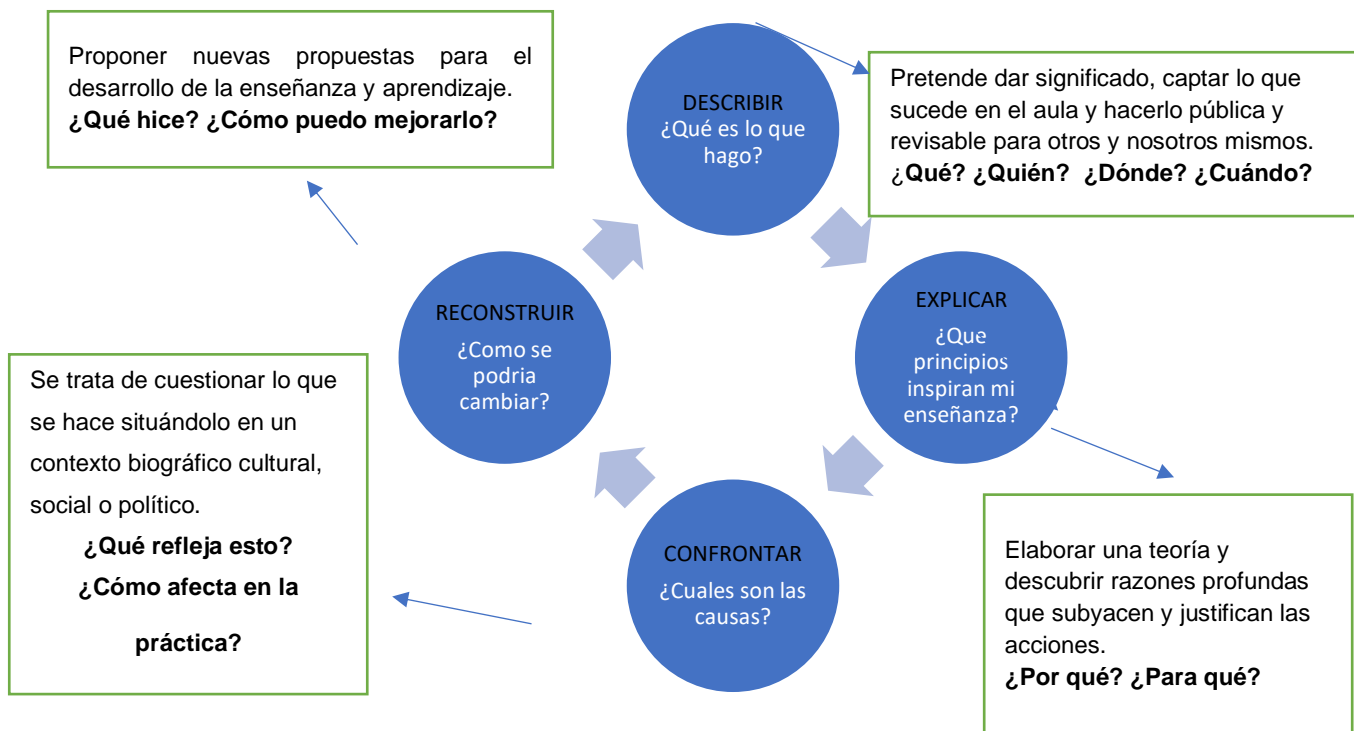 Proponer nuevas propuestas para el
desarrollo de la enseñanza y aprendizaje.
¿Qué hice? ¿Cómo puedo mejorarlo?
DESCRIBIR
¿Qué es lo que
hago?
Pretende dar significado, captar lo que
sucede en el aula y hacerlo pública y
revisable para otros y nosotros mismos.
¿Qué? ¿Quién? ¿Dónde? ¿Cuándo?
RECONSTRUIR
¿Como se
podria
cambiar?
EXPLICAR
¿Que
principios
inspiran mi
enseñanza?
Se trata de cuestionar lo que
se hace situándolo en un
contexto biográfico cultural,
social o político.
¿Qué refleja esto?
¿Cómo afecta en la
práctica?
CONFRONTAR
¿Cuales son las
causas?
Elaborar una teoría y
descubrir razones profundas
que subyacen y justifican las
acciones.
¿Por qué? ¿Para qué?